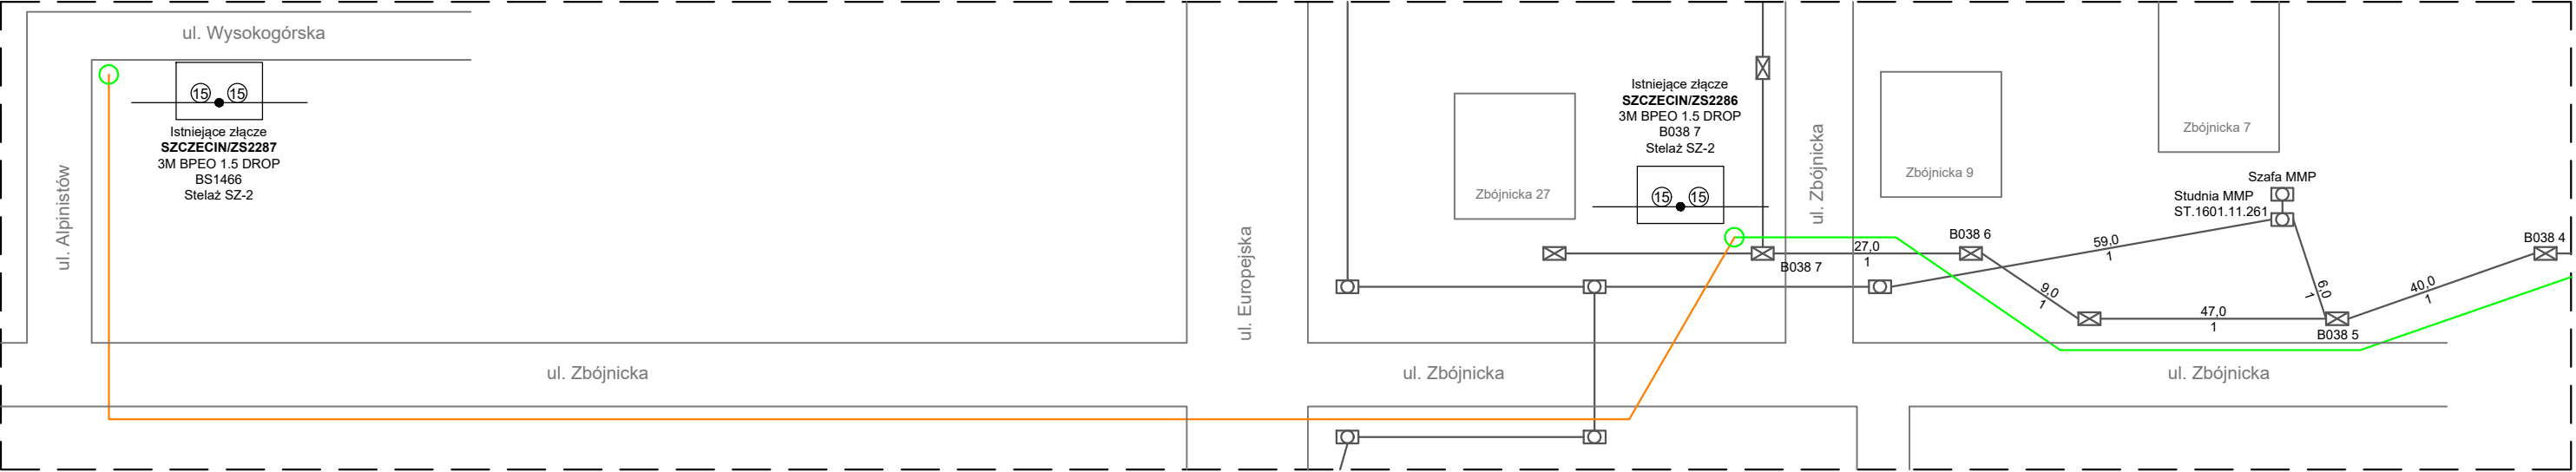 ul. Wysokogórska
15 15
Istniejące złącze
SZCZECIN/ZS2287
3M BPEO 1.5 DROP
BS1466
Stelaż SZ-2
ul. Alpinistów
ul. Zbójnicka
ul. Europejska
Zbójnicka 27
Istniejące złącze
SZCZECIN/ZS2286
3M BPEO 1.5 DROP
B038 7
Stelaż SZ-2
15 15
ul. Zbójnicka
B038 7
27,0
1
ul. Zbójnicka
Zbójnicka 9
B038 6
9,0
1
59,0
1
Zbójnicka 7
Szafa MMP
Studnia MMP
ST.1601.11.261
6,0
1
47,0
1
B038 5
40,0
1
B038 4
ul. Zbójnicka